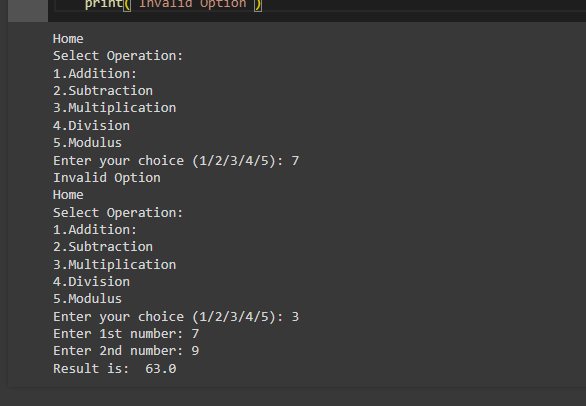 print( Invalid Option )
Home
Select Operation:
1.Addition:
2.Subtraction
3.Multiplication
4.Division
5.Modulus
Enter your choice (1/2/3/4/5): 7
Invalid Option
Home
Select Operation:
1.Addition:
2.Subtraction
3.Multiplication
4.Division
5.Modulus
Enter your choice (1/2/3/4/5): 3
Enter 1st number: 7
Enter 2nd number: 9
Result is:  63.0